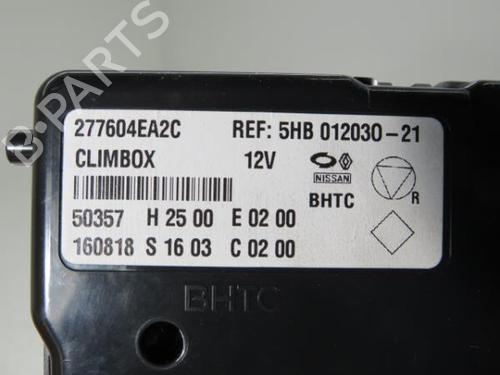 B-PARTS
277604EA2C REF: 5HB 012030-21
CLIMBOX 12V
NISSAN
BHTC R
50357 H 25 00 E 02 00
160818 S 16 03 C 02 00
BHTC